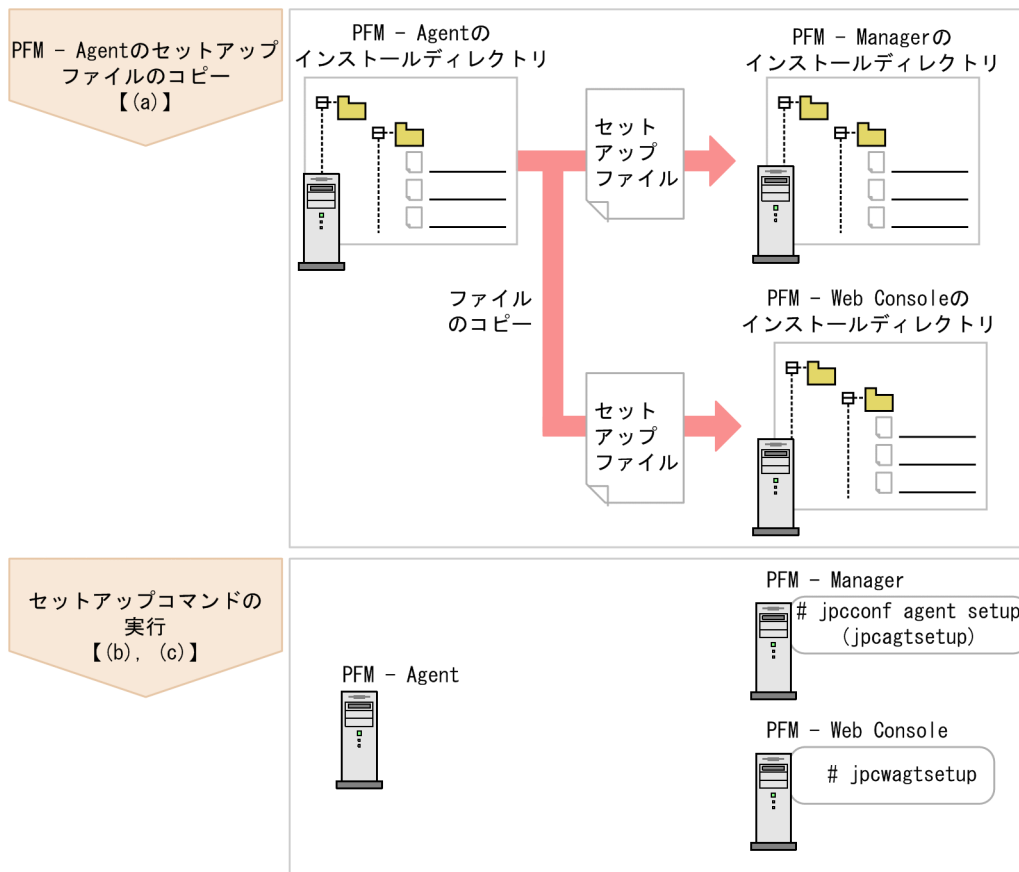 PFM － Agentのセットアップ
ファイルのコピー
【(a)】
PFM － Agentの
インストールディレクトリ
PFM － Managerの
インストールディレクトリ
セット
アップ
ファイル
ファイル
のコピー
PFM － Web Consoleの
インストールディレクトリ
セット
アップ
ファイル
セットアップコマンドの
実行
【(b), (c)】
PFM － Agent
PFM － Manager
# jpcconf agent setup
(jpcagtsetup)
PFM － Web Console
# jpcwagtsetup